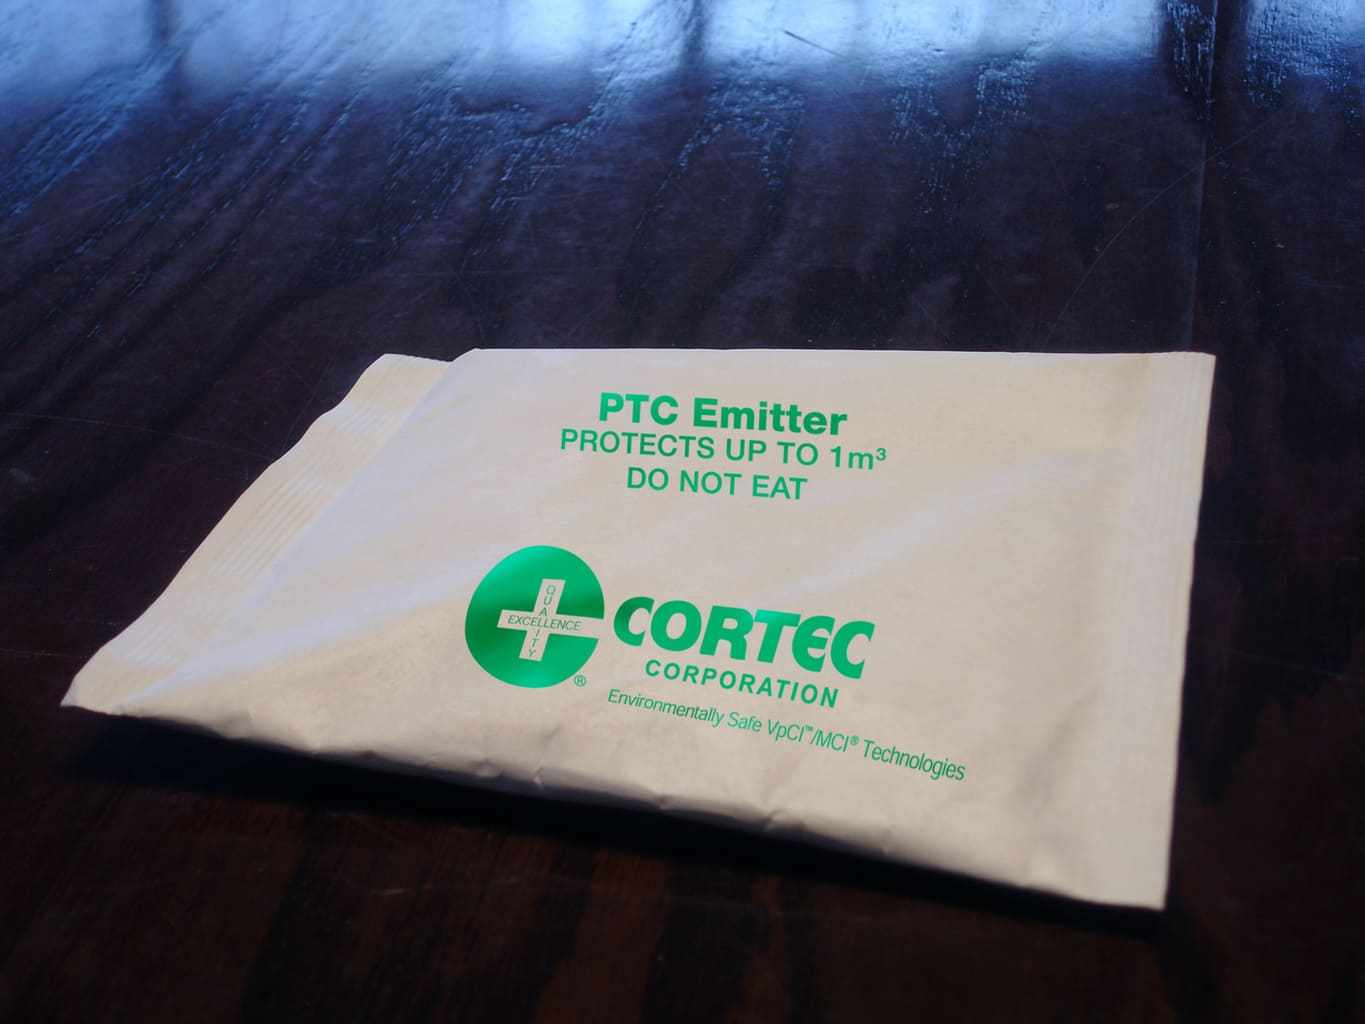 PTC Emitter
PROTECTS UP TO 1m³
DO NOT EAT
QUALITY
EXCELLENCE
®
CORTEC
CORPORATION
Environmentally Safe VpCI™/MCI® Technologies